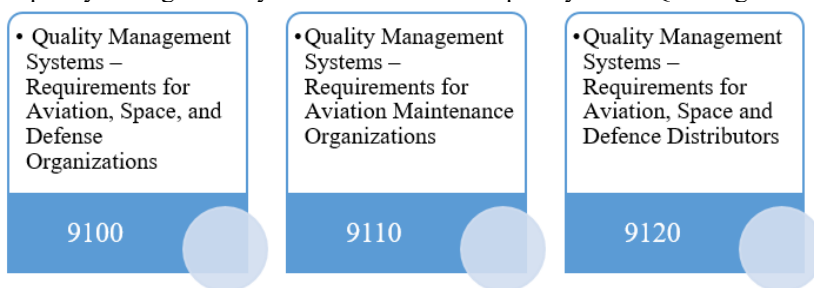 • Quality Management
Systems –
Requirements for
Aviation, Space, and
Defense
Organizations
9100
•Quality Management
Systems –
Requirements for
Aviation Maintenance
Organizations
9110
•Quality Management
Systems –
Requirements for
Aviation, Space and
Defence Distributors
9120